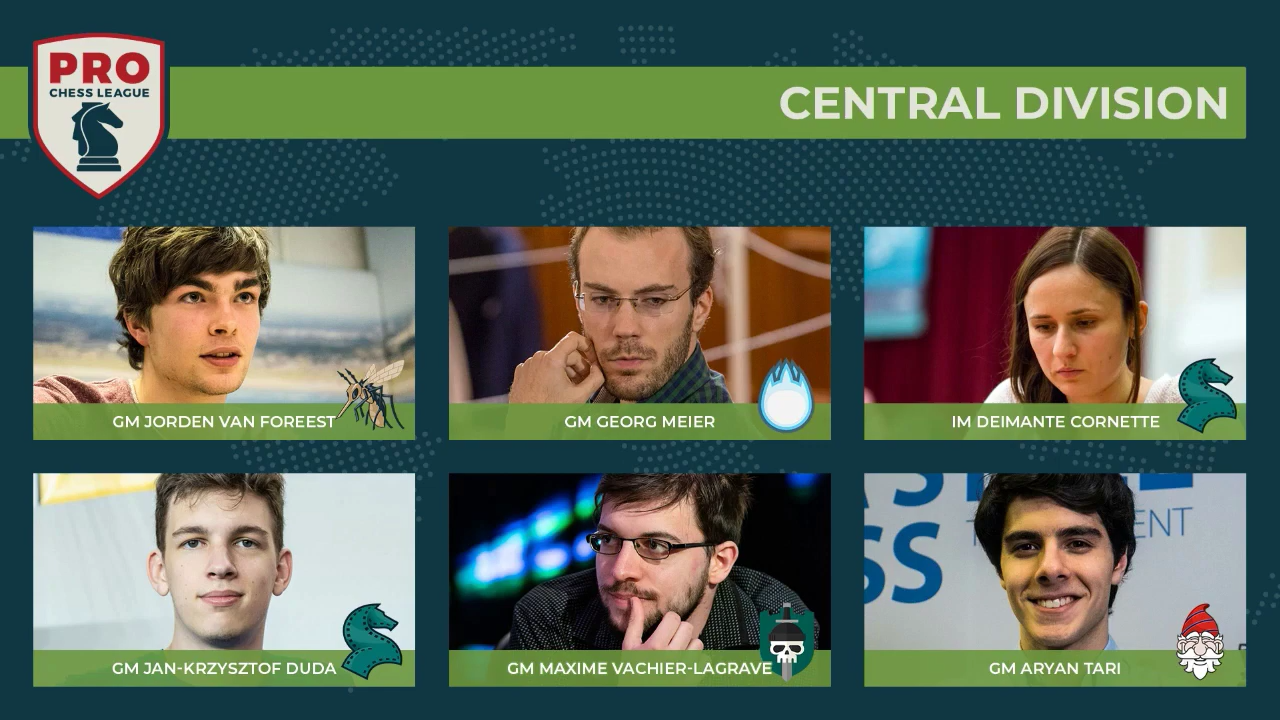 PRO
CHESS LEAGUE
CENTRAL DIVISION
GM JORDEN VAN FOREEST
GM GEORG MEIER
IM DEIMANTE CORNETTE
GM JAN-KRZYSZTOF DUDA
GM MAXIME VACHIER-LAGRAVE
GM ARYAN TARI